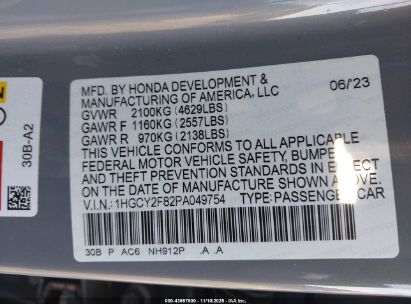 30B-A2
MFD. BY HONDA DEVELOPMENT &
MANUFACTURING OF AMERICA, LLC
06/'23
GVWR 2100KG (4629LBS)
GAWR F 1160KG (2557LBS)
GAWR R 970KG (2138LBS)
THIS VEHICLE CONFORMS TO ALL APPLICABLE
FEDERAL MOTOR VEHICLE SAFETY, BUMPER, AND
THEFT PREVENTION STANDARDS IN EFFECT
ON THE DATE OF MANUFACTURE SHOWN ABOVE.
V.I.N.: 1HGCY2F82PA049754 TYPE: PASSENGER CAR
30B P AC6 NH912P A A